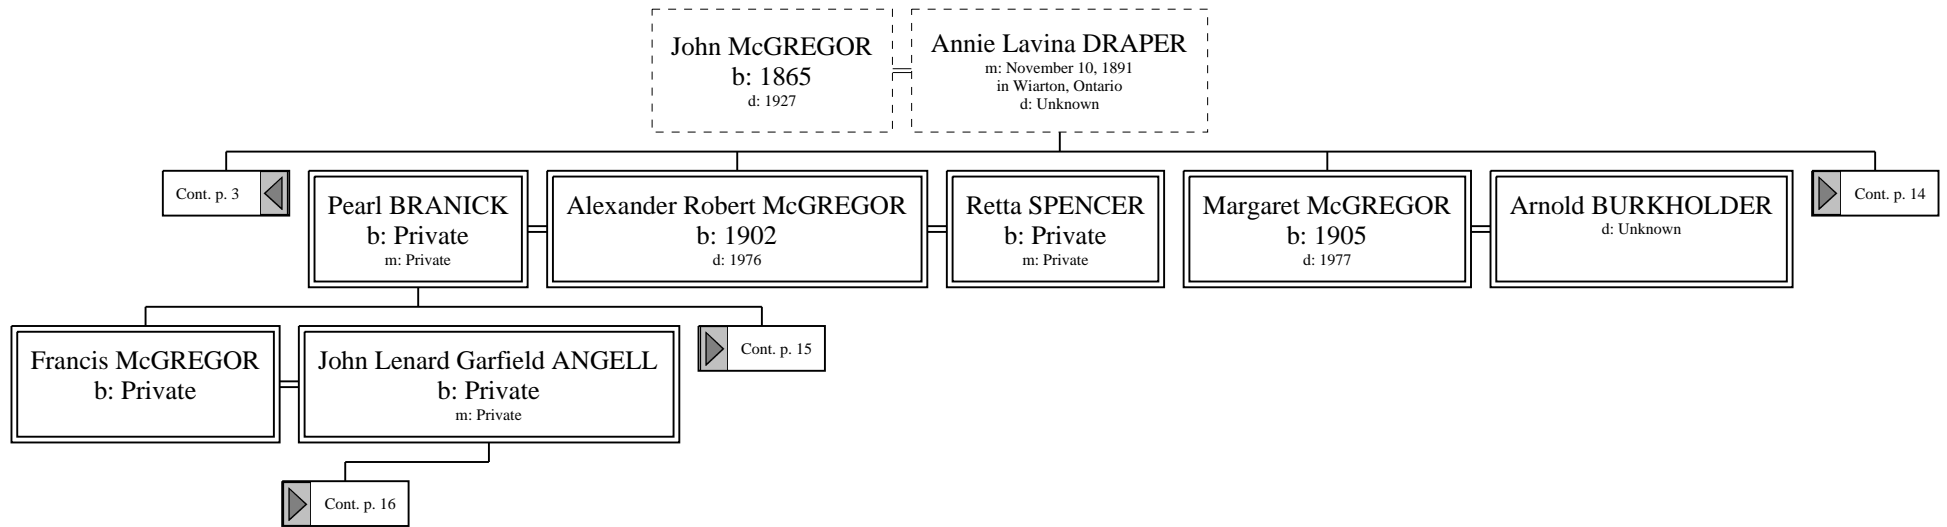 John McGREGOR
b: 1865
d: 1927
Annie Lavina DRAPER
m: November 10, 1891
in Wiarton, Ontario
d: Unknown
Cont. p. 3
Pearl BRANICK
b: Private
m: Private
Alexander Robert McGREGOR
b: 1902
d: 1976
Retta SPENCER
b: Private
m: Private
Margaret McGREGOR
b: 1905
d: 1977
Arnold BURKHOLDER
d: Unknown
Cont. p. 14
Francis McGREGOR
b: Private
John Lenard Garfield ANGELL
b: Private
m: Private
Cont. p. 15
Cont. p. 16